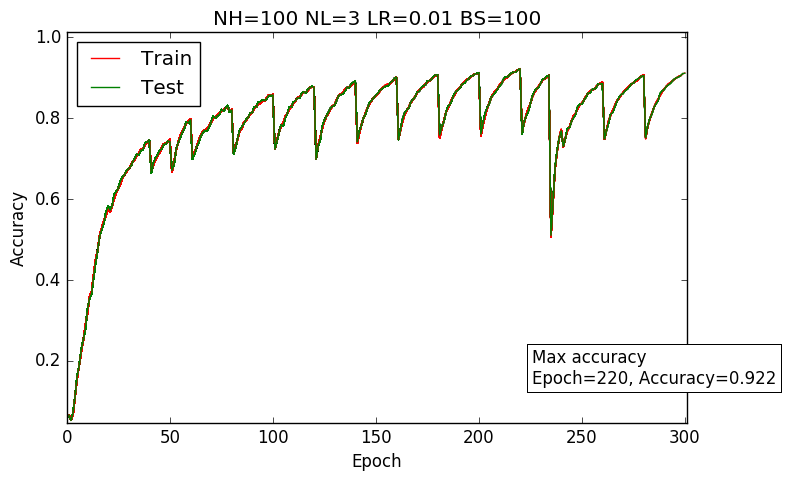 NH=100 NL=3 LR=0.01 BS=100
Train
Test
1.0
0.8
0.6
0.4
0.2
Accuracy
Max accuracy
Epoch=220, Accuracy=0.922
0 50 100 150 200 250 300
Epoch